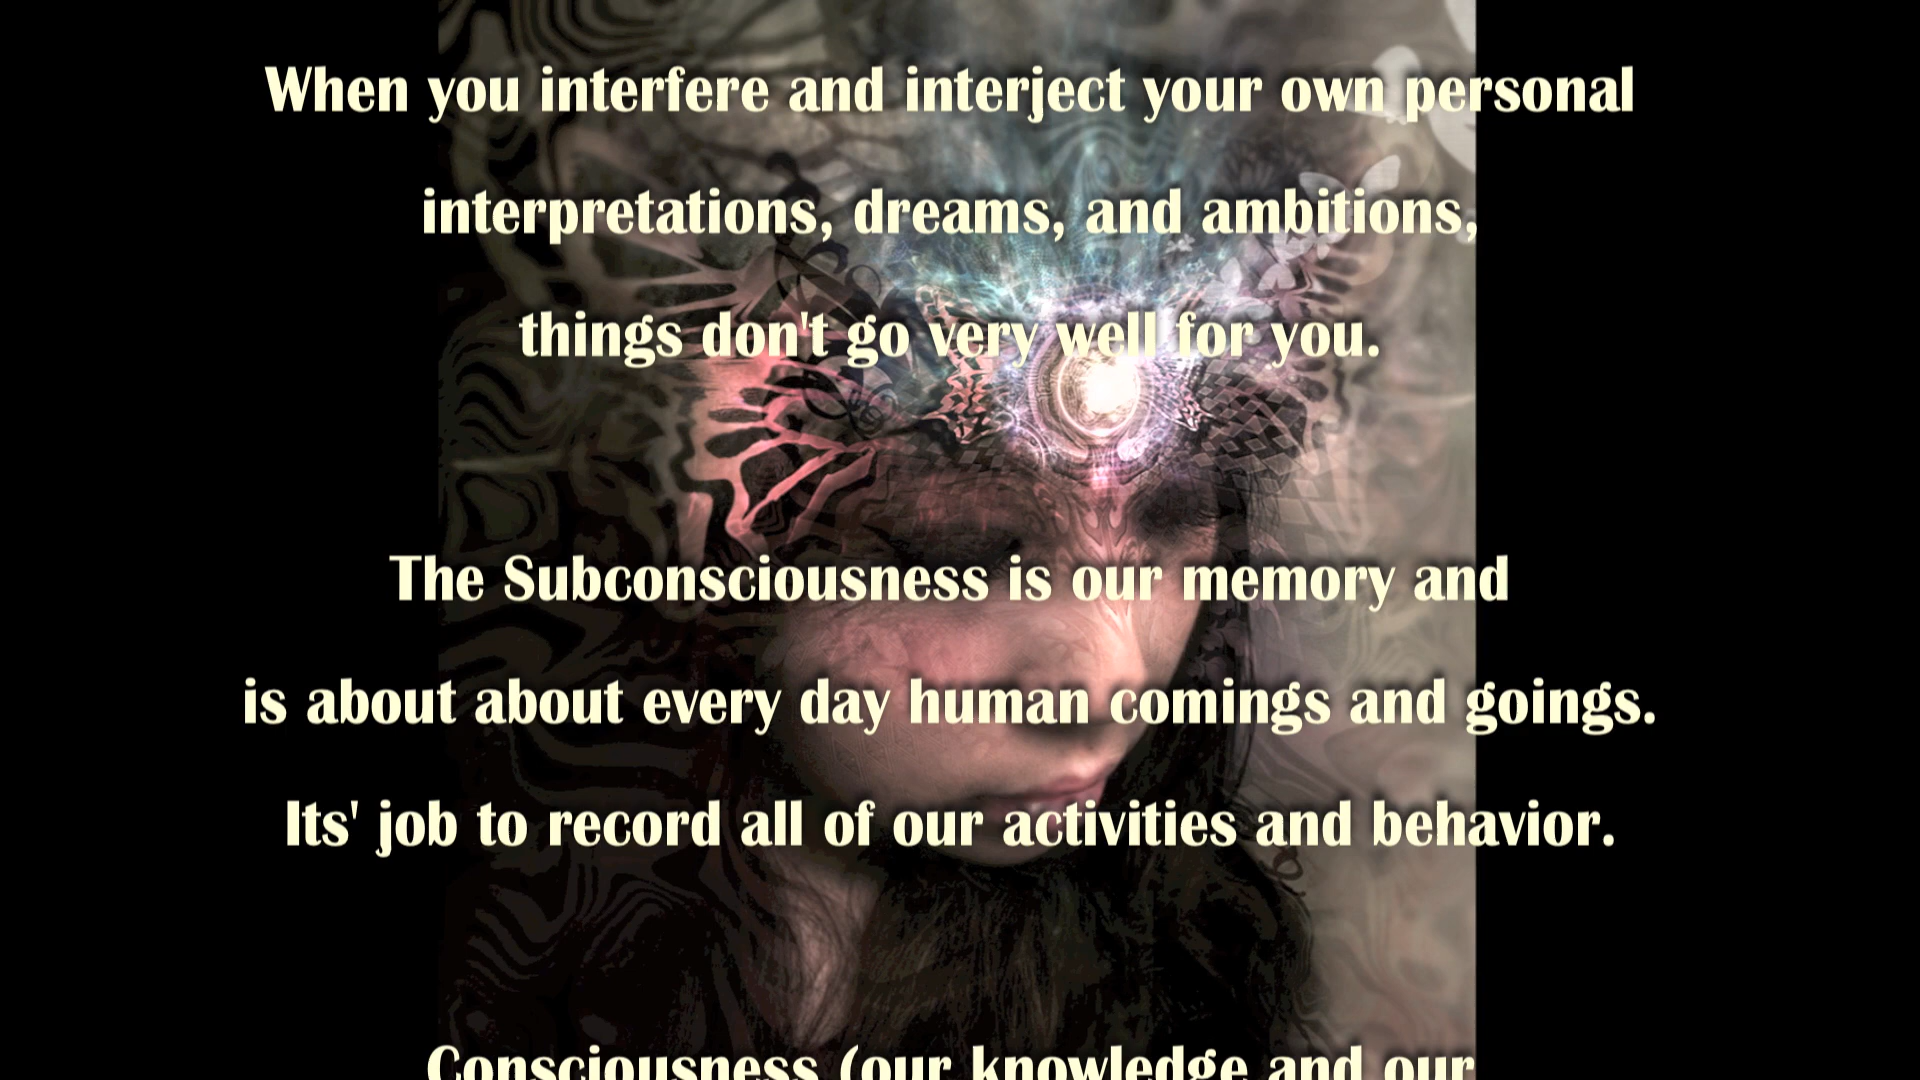 When you interfere and interject your own personal
interpretations, dreams, and ambitions,
things don't go very well for you.
The Subconsciousness is our memory and
is about about every day human comings and goings.
Its' job to record all of our activities and behavior.
Consciousness (our knowledge and our